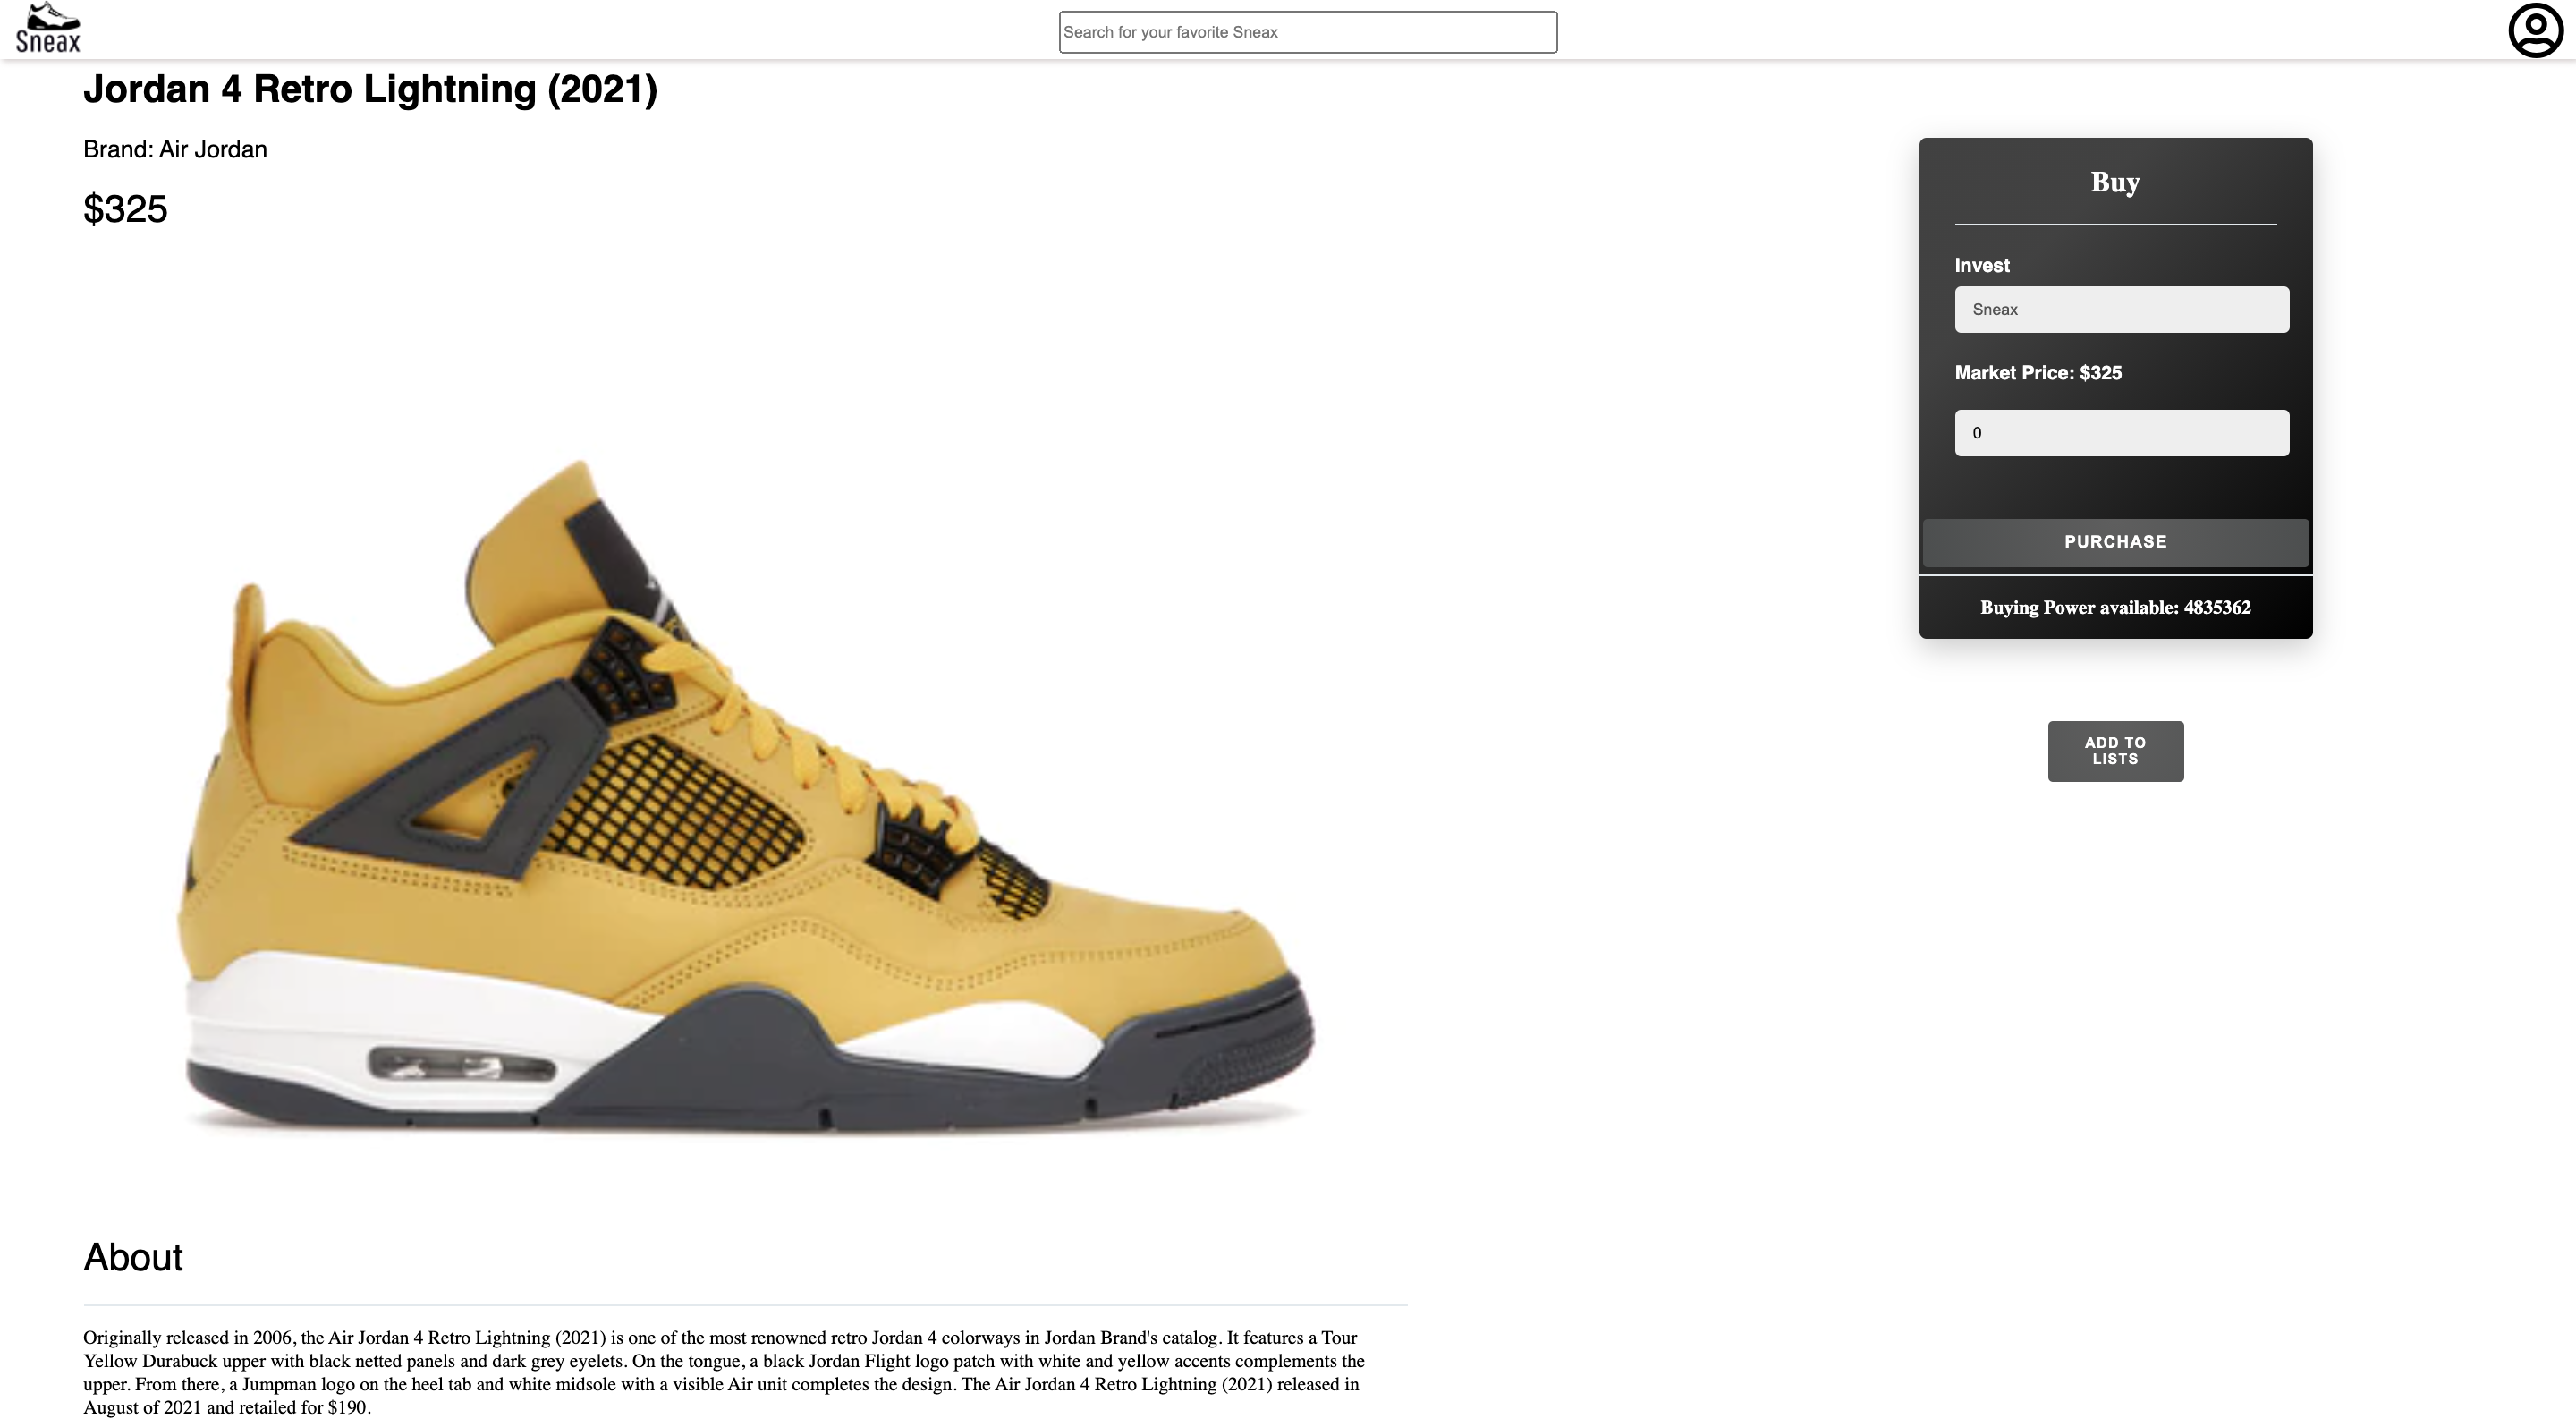 Sneax
Search for your favorite Sneax
Jordan 4 Retro Lightning (2021)
Brand: Air Jordan
$325
Buy
Invest
Sneax
Market Price: $325
0
PURCHASE
Buying Power available: 4835362
ADD TO
LISTS
About
Originally released in 2006, the Air Jordan 4 Retro Lightning (2021) is one of the most renowned retro Jordan 4 colorways in Jordan Brand's catalog. It features a Tour
Yellow Durabuck upper with black netted panels and dark grey eyelets. On the tongue, a black Jordan Flight logo patch with white and yellow accents complements the
upper. From there, a Jumpman logo on the heel tab and white midsole with a visible Air unit completes the design. The Air Jordan 4 Retro Lightning (2021) released in
August of 2021 and retailed for $190.